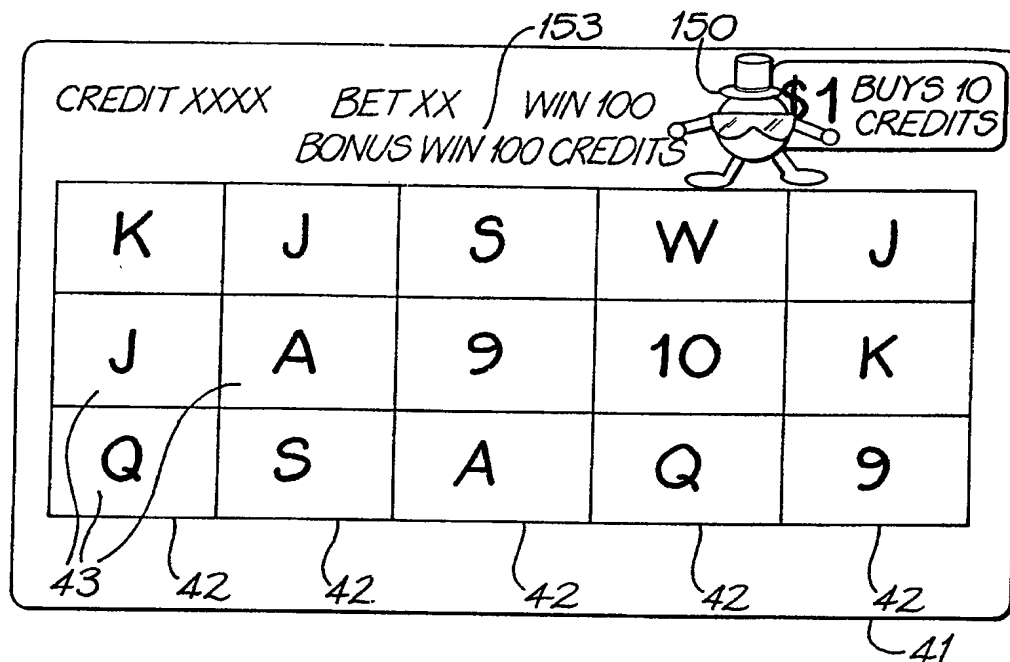 153 150
CREDIT XXXX BET XX WIN 100 $1 BUYS 10
CREDITS
BONUS WIN 100 CREDITS
K J S W J
J A 9 10 K
Q S A Q 9
43 42 42 42 42 42
41